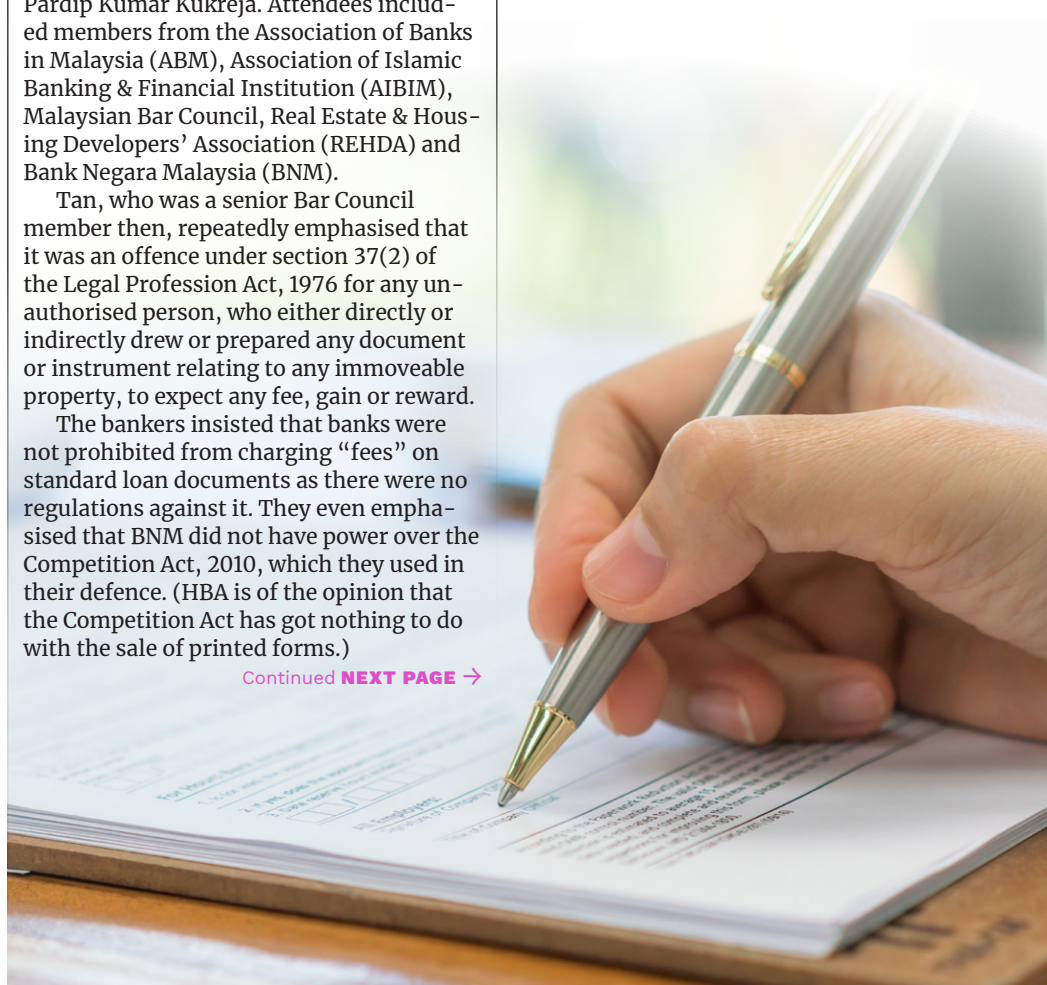 Pardip Kumar Kukreja. Attendees includ-
ed members from the Association of Banks
in Malaysia (ABM), Association of Islamic
Banking & Financial Institution (AIBIM),
Malaysian Bar Council, Real Estate & Hous-
ing Developers’ Association (REHDA) and
Bank Negara Malaysia (BNM).
Tan, who was a senior Bar Council
member then, repeatedly emphasised that
it was an offence under section 37(2) of
the Legal Profession Act, 1976 for any un-
authorised person, who either directly or
indirectly drew or prepared any document
or instrument relating to any immoveable
property, to expect any fee, gain or reward.
The bankers insisted that banks were
not prohibited from charging “fees” on
standard loan documents as there were no
regulations against it. They even empha-
sised that BNM did not have power over the
Competition Act, 2010, which they used in
their defence. (HBA is of the opinion that
the Competition Act has got nothing to do
with the sale of printed forms.)
Continued NEXT PAGE →